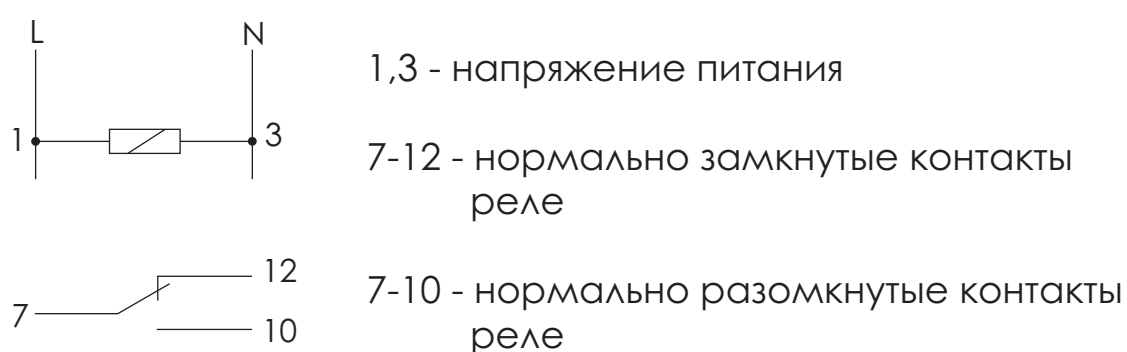 L N
1,3 - напряжение питания
1 3
7-12 - нормально замкнутые контакты
реле
12
7-10 - нормально разомкнутые контакты
7
10
реле